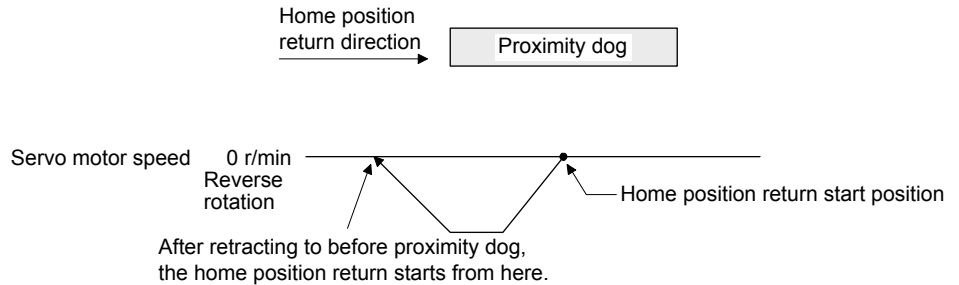 Home position
return direction
Proximity dog
Servo motor speed 0 r/min
Reverse
rotation
Home position return start position
After retracting to before proximity dog,
the home position return starts from here.